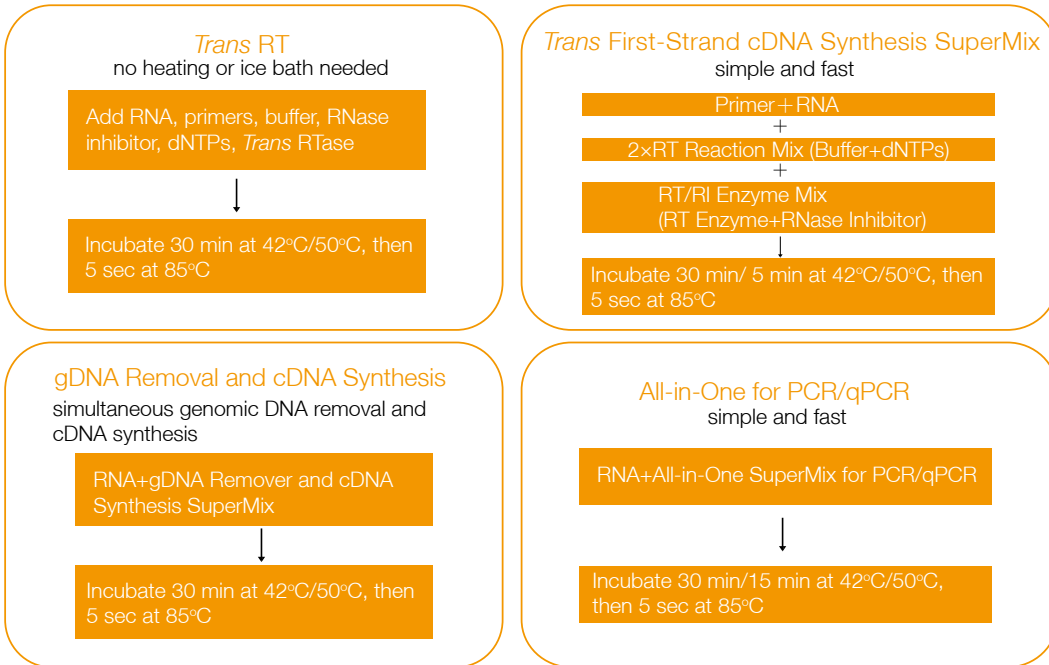 Trans RT
no heating or ice bath needed
Add RNA, primers, buffer, RNase
inhibitor, dNTPs, Trans RTase
Incubate 30 min at 42°C/50°C, then
5 sec at 85°C
Trans First-Strand cDNA Synthesis SuperMix
simple and fast
Primer+RNA
+
2×RT Reaction Mix (Buffer+dNTPs)
+
RT/RI Enzyme Mix
(RT Enzyme+RNase Inhibitor)
Incubate 30 min/ 5 min at 42°C/50°C, then
5 sec at 85°C
gDNA Removal and cDNA Synthesis
simultaneous genomic DNA removal and
cDNA synthesis
RNA+gDNA Remover and cDNA
Synthesis SuperMix
Incubate 30 min at 42°C/50°C, then
5 sec at 85°C
All-in-One for PCR/qPCR
simple and fast
RNA+All-in-One SuperMix for PCR/qPCR
Incubate 30 min/15 min at 42°C/50°C,
then 5 sec at 85°C